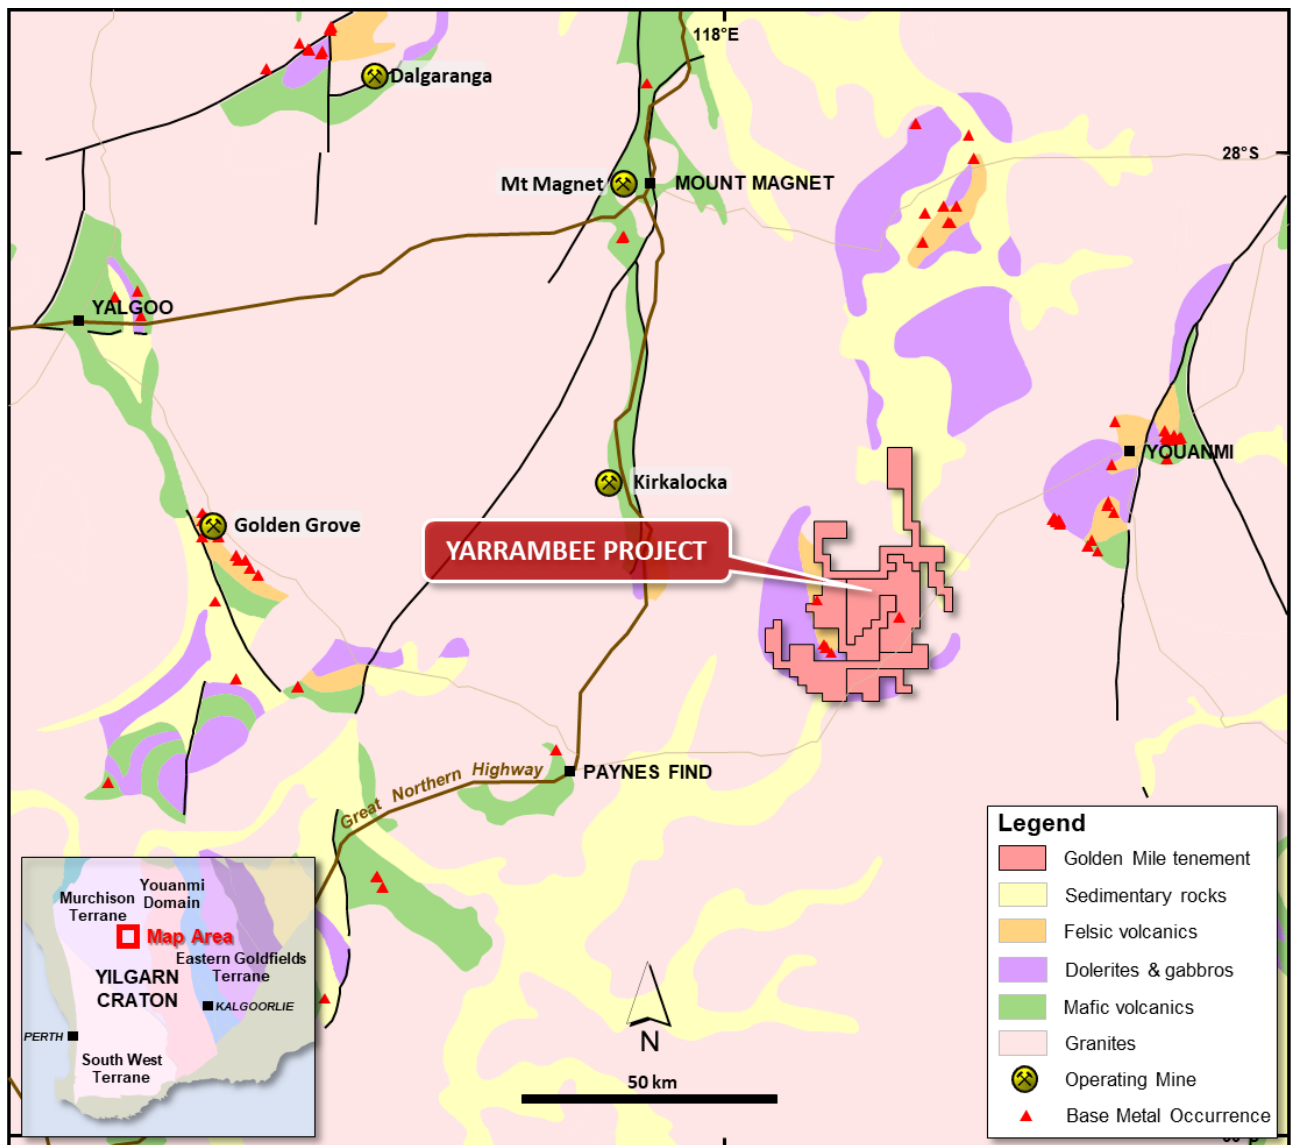 118°E
Dalgaranga
28°S
Mt Magnet
MOUNT MAGNET
YALGOO
YOUANMI
Kirkalocka
Golden Grove
YARRAMBEE PROJECT
PAYNES FIND
Great Northern Highway
Legend
Golden Mile tenement
Sedimentary rocks
Felsic volcanics
Dolerites & gabbros
Mafic volcanics
Granites
Operating Mine
Base Metal Occurrence
Youanmi
Domain
Murchison
Terrane
Map Area
Eastern Goldfields
Terrane
YILGARN
CRATON
KALGOORLIE
PERTH
South West
Terrane
N
50 km